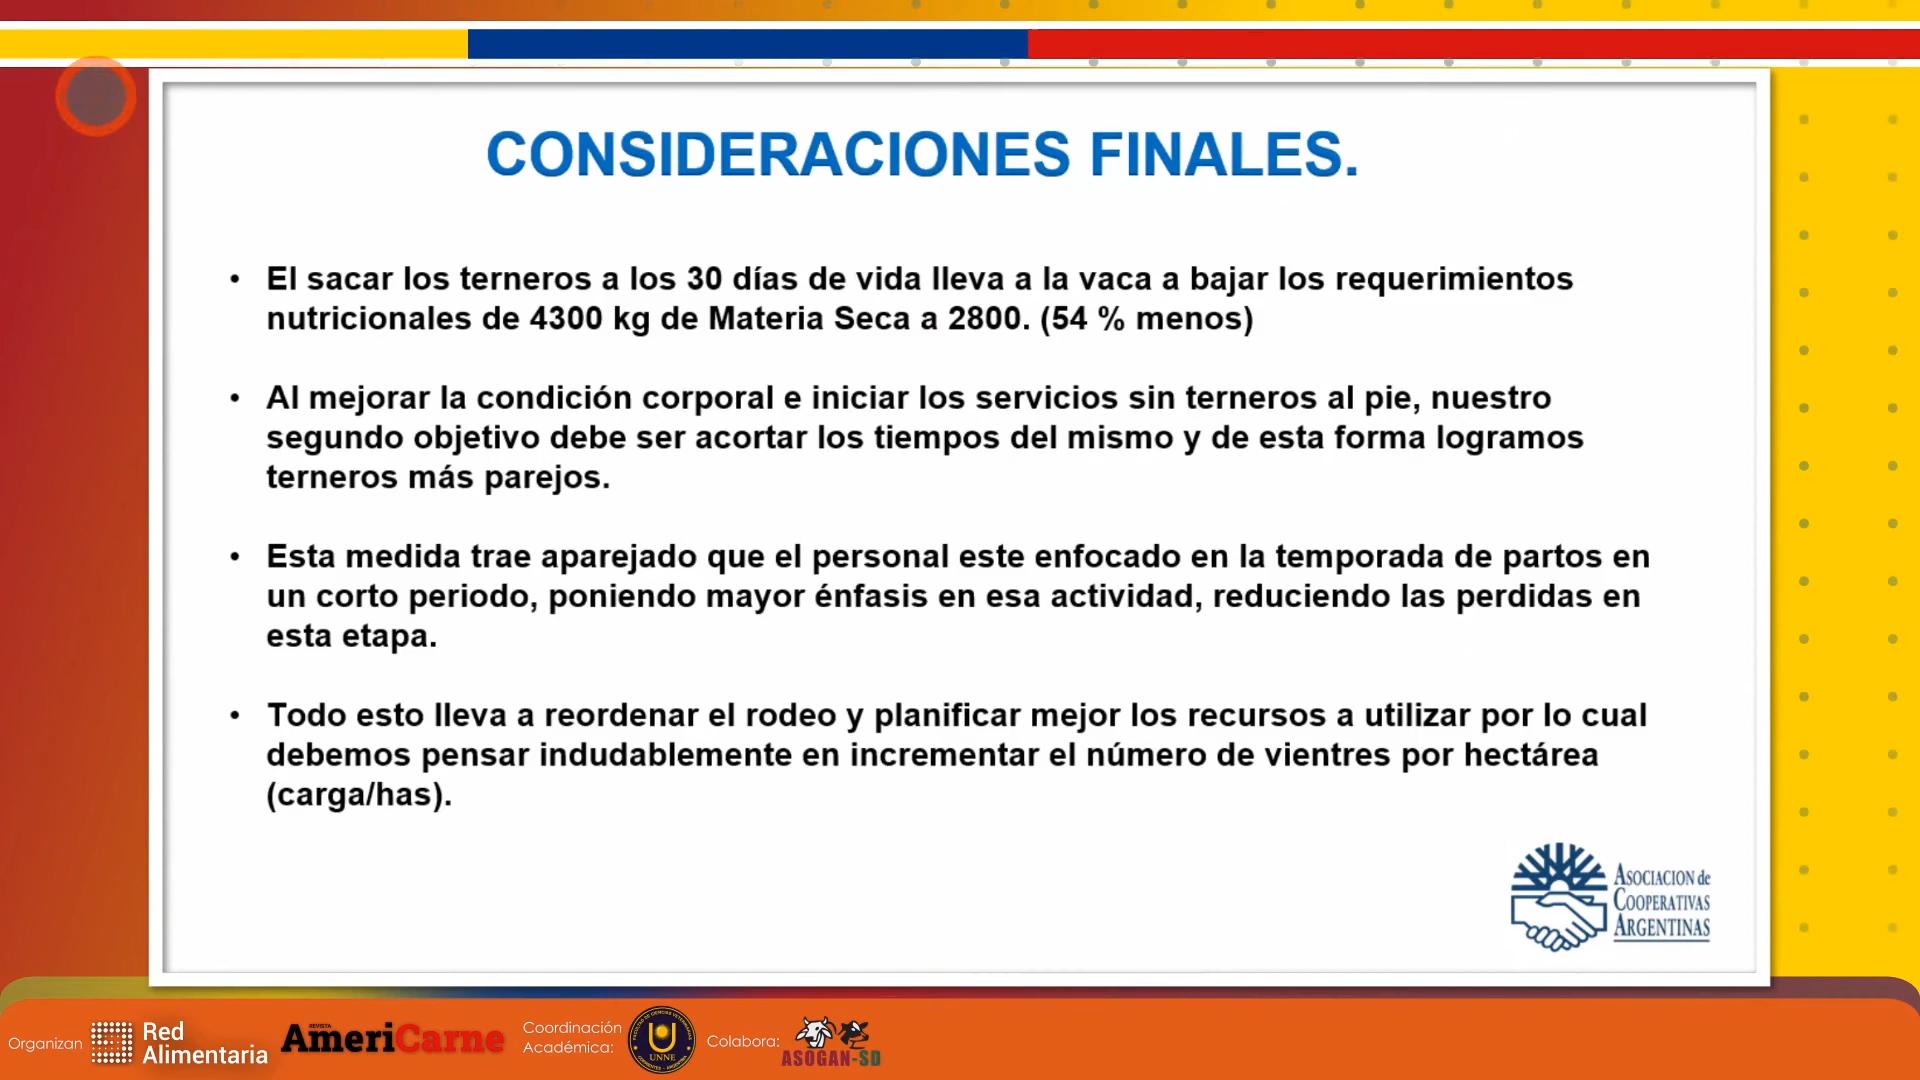 CONSIDERACIONES FINALES.
• El sacar los terneros a los 30 días de vida lleva a la vaca a bajar los requerimientos
nutricionales de 4300 kg de Materia Seca a 2800. (54 % menos)
• Al mejorar la condición corporal e iniciar los servicios sin terneros al pie, nuestro
segundo objetivo debe ser acortar los tiempos del mismo y de esta forma logramos
terneros más parejos.
• Esta medida trae aparejado que el personal este enfocado en la temporada de partos en
un corto periodo, poniendo mayor énfasis en esa actividad, reduciendo las perdidas en
esta etapa.
• Todo esto lleva a reordenar el rodeo y planificar mejor los recursos a utilizar por lo cual
debemos pensar indudablemente en incrementar el número de vientres por hectárea
(carga/has).
ASOCIACION de
COOPERATIVAS
ARGENTINAS
Organizan
Red
Alimentaria
REVISTA
AmeriCarne
Coordinación
Académica:
UNNE
Colabora:
ASOGAN-SD